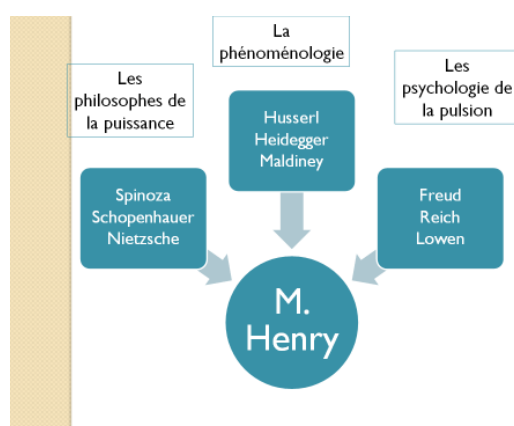 La
phénoménologie
Les
philosophes de
la puissance
Les
psychologie de
la pulsion
Husserl
Heidegger
Maldiney
Spinoza
Schopenhauer
Nietzsche
Freud
Reich
Lowen
M.
Henry